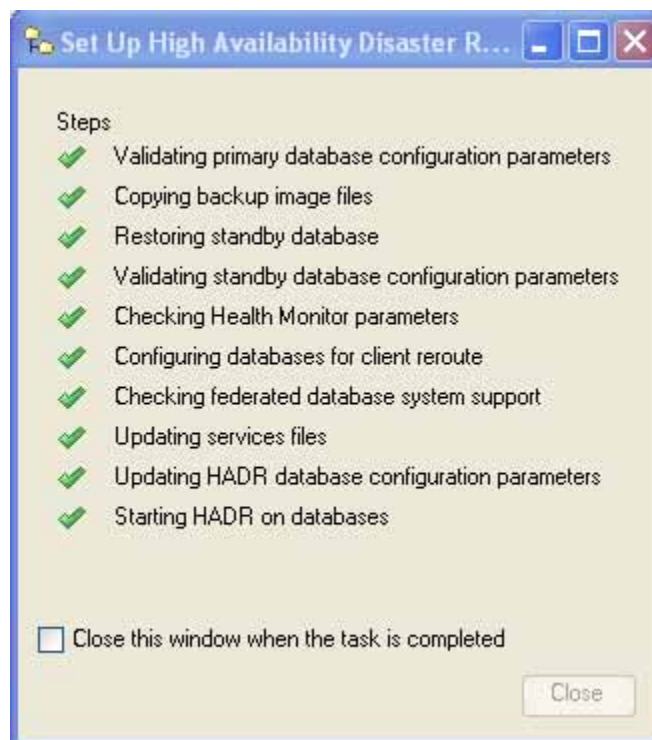 Set Up High Availability Disaster R...
Steps
Validating primary database configuration parameters
Copying backup image files
Restoring standby database
Validating standby database configuration parameters
Checking Health Monitor parameters
Configuring databases for client reroute
Checking federated database system support
Updating services files
Updating HADR database configuration parameters
Starting HADR on databases
Close this window when the task is completed
Close